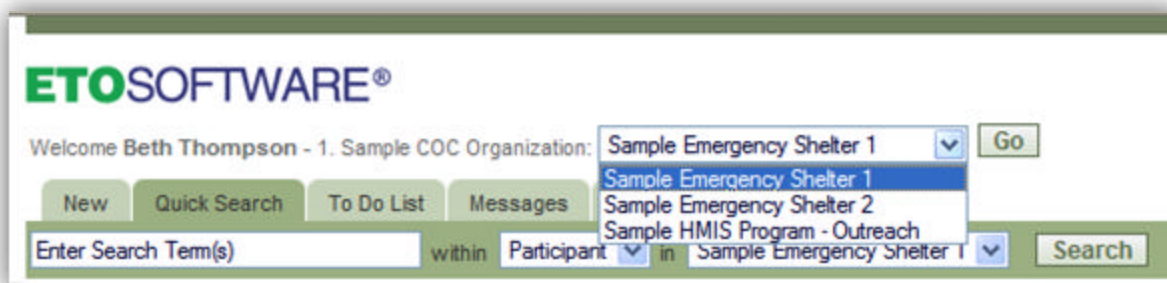 ETOSOFTWARE®
Welcome Beth Thompson - 1. Sample COC Organization: Sample Emergency Shelter 1 Go
Sample Emergency Shelter 1
Sample Emergency Shelter 2
Sample HMIS Program - Outreach
New Quick Search To Do List Messages
Enter Search Term(s) within Participant in Sample Emergency Shelter 1 Search